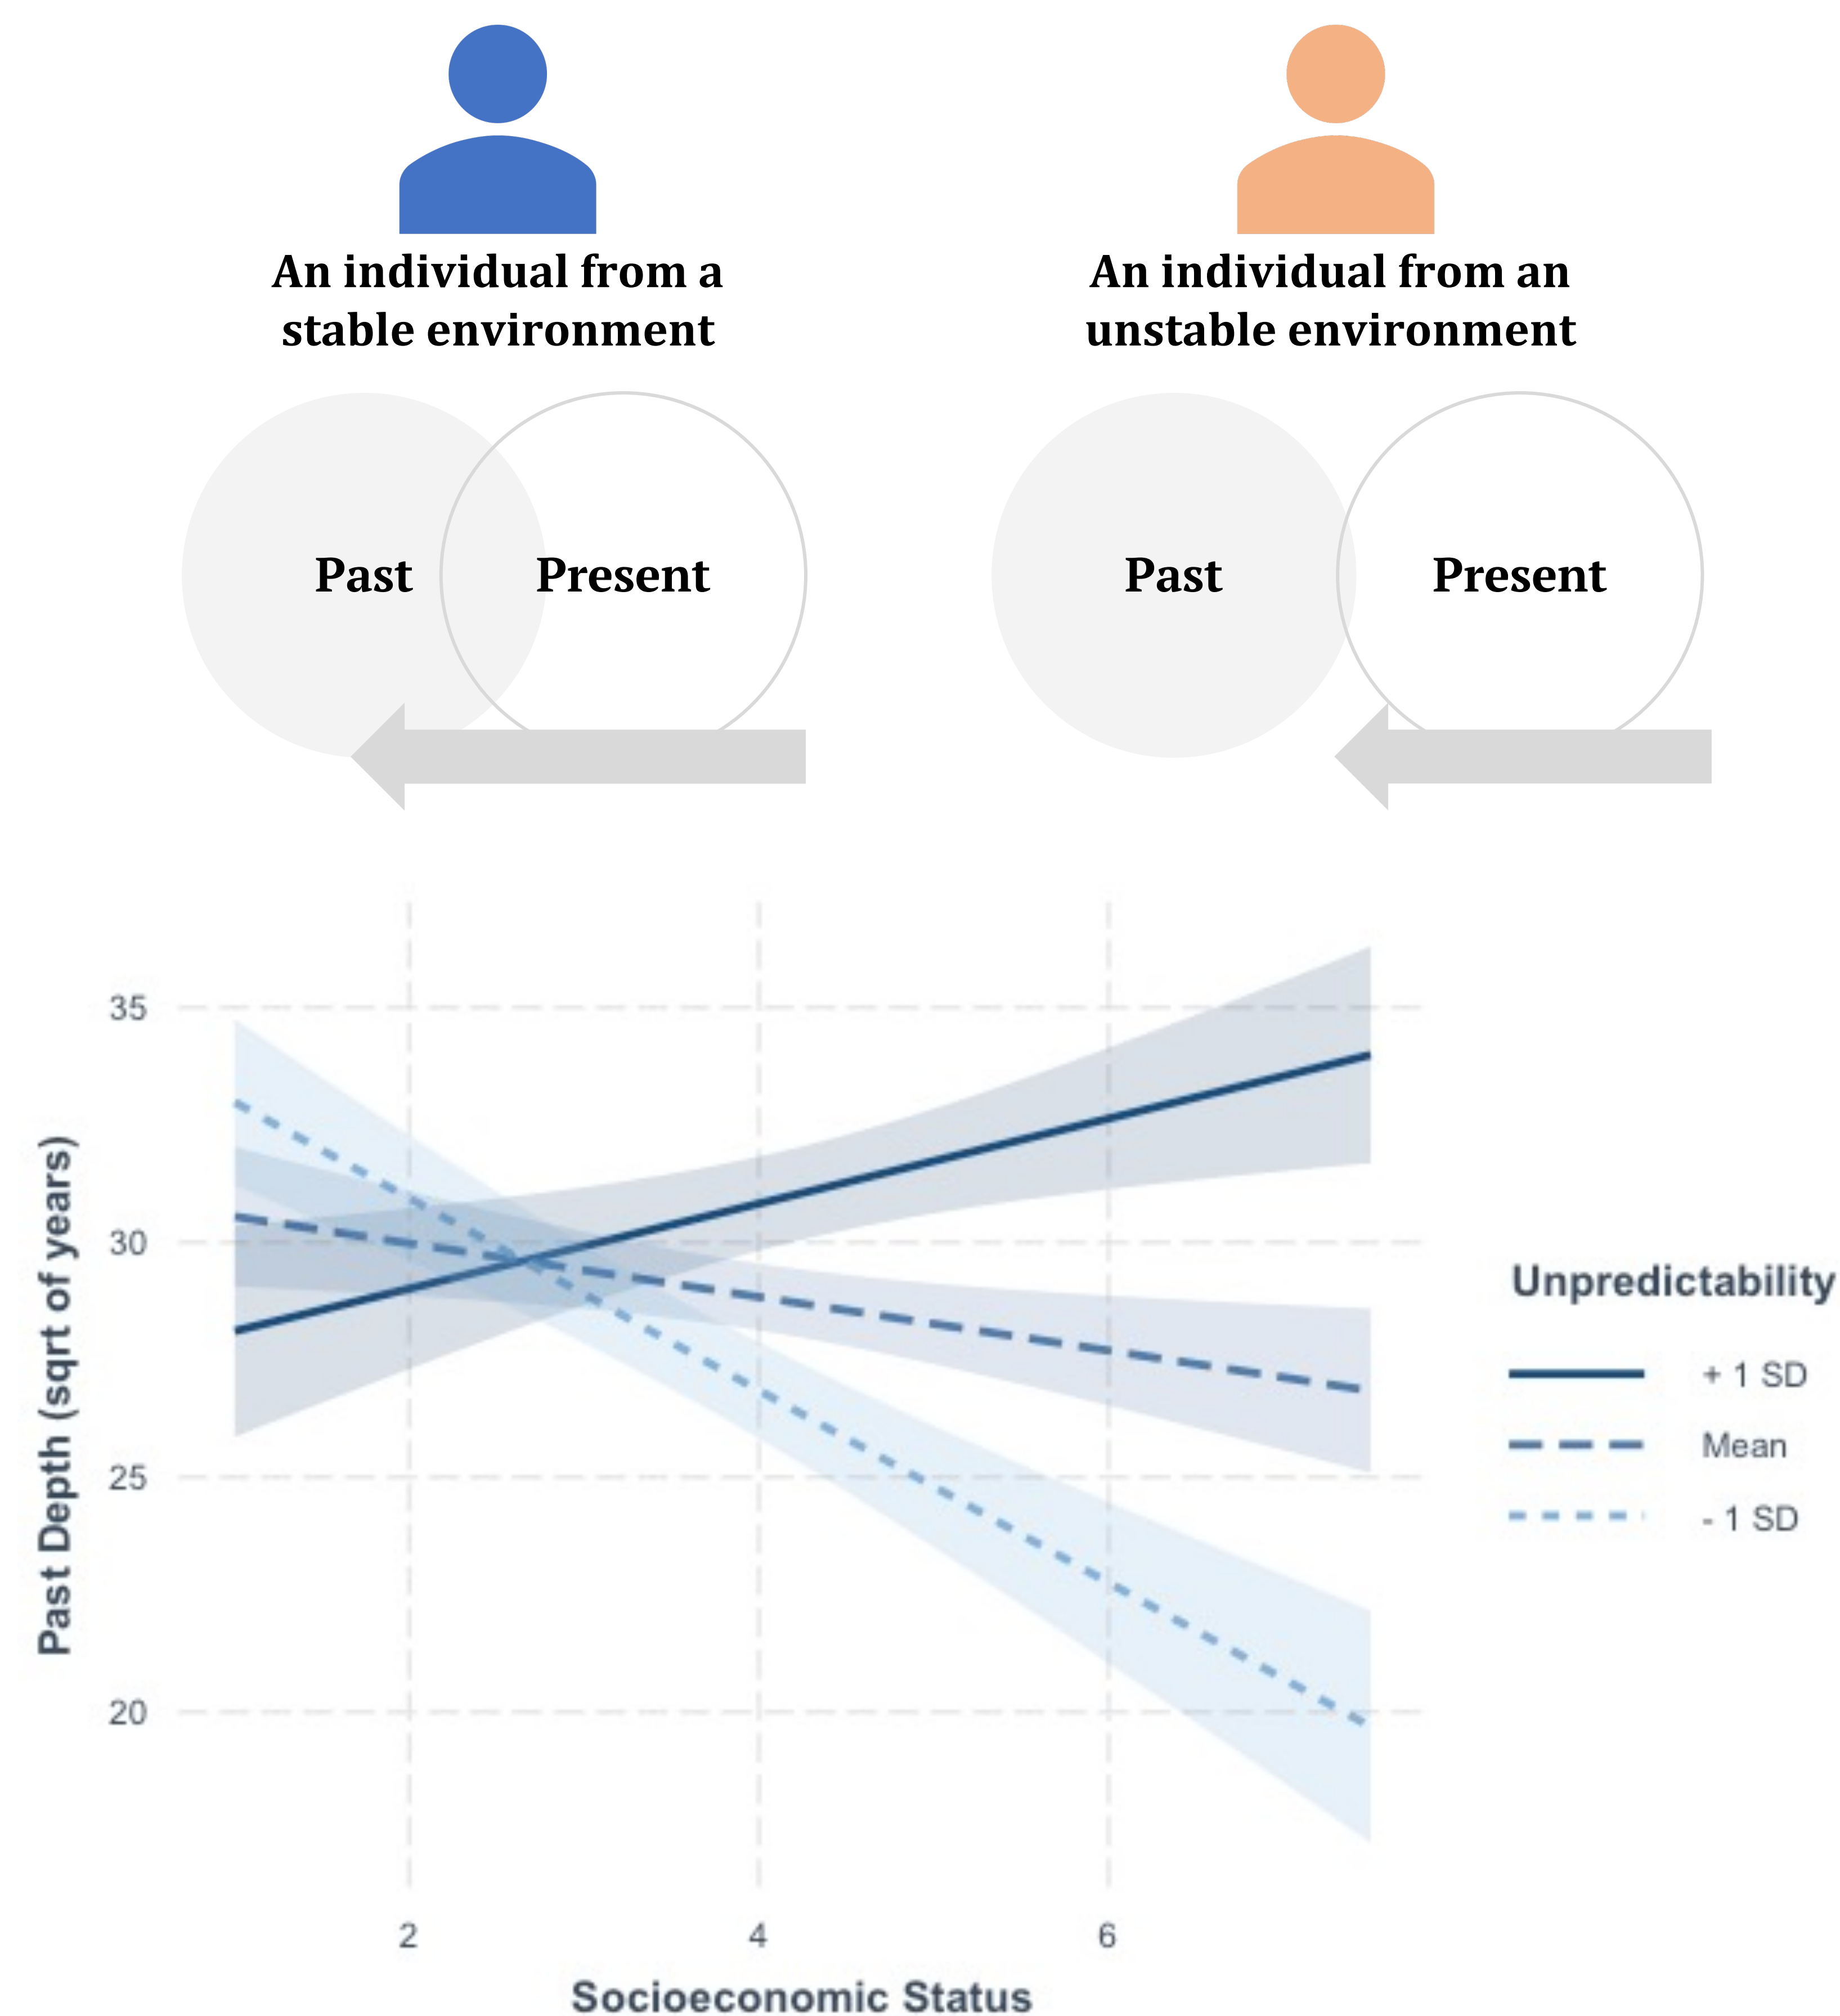 An individual from a
stable environment
An individual from an
unstable environment
Past
Present
Past
Present
Past Depth (sqrt of years)
35
30
25
20
2
4
6
Socioeconomic Status
Unpredictability
+ 1 SD
Mean
- 1 SD